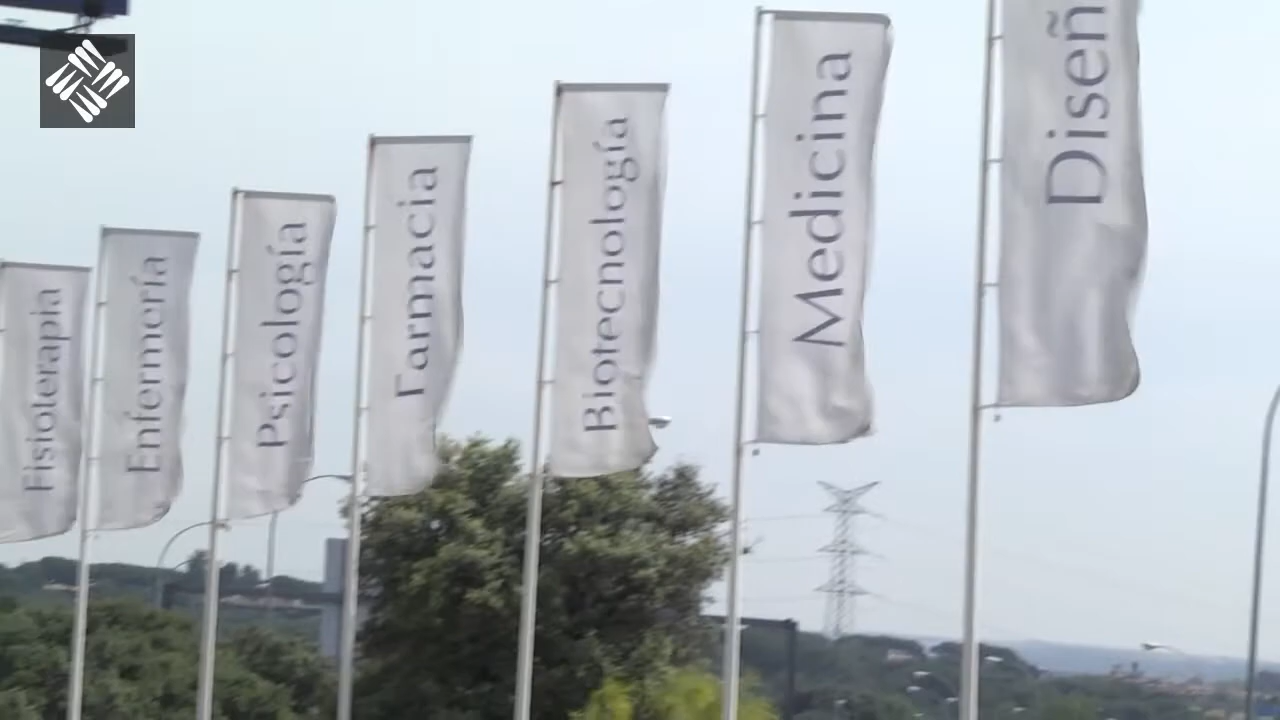 Fisioterapia
Enfermería
Psicología
Farmacia
Biotecnología
Medicina
Diseñ